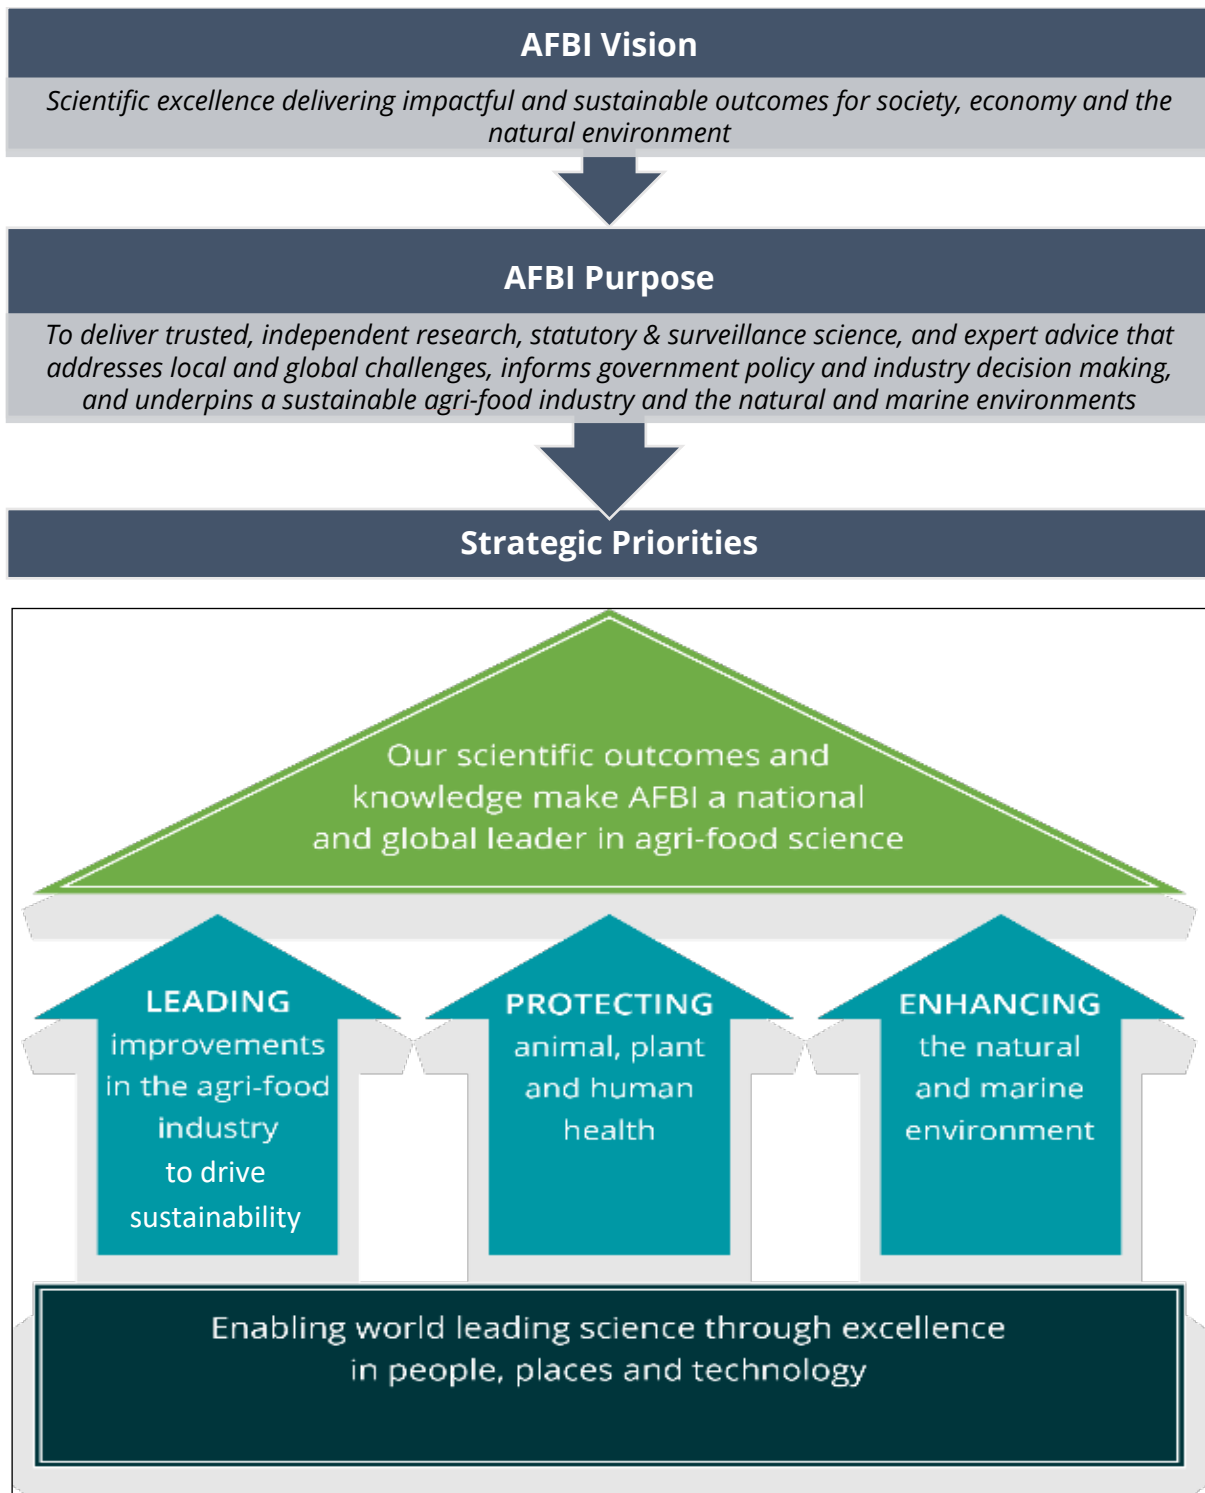 AFBI Vision
Scientific excellence delivering impactful and sustainable outcomes for society, economy and the
natural environment
AFBI Purpose
To deliver trusted, independent research, statutory & surveillance science, and expert advice that
addresses local and global challenges, informs government policy and industry decision making,
and underpins a sustainable agri-food industry and the natural and marine environments
Strategic Priorities
Our scientific outcomes and
knowledge make AFBI a national
and global leader in agri-food science
LEADING
improvements
in the agri-food
industry
to drive
sustainability
PROTECTING
animal, plant
and human
health
ENHANCING
the natural
and marine
environment
Enabling world leading science through excellence
in people, places and technology